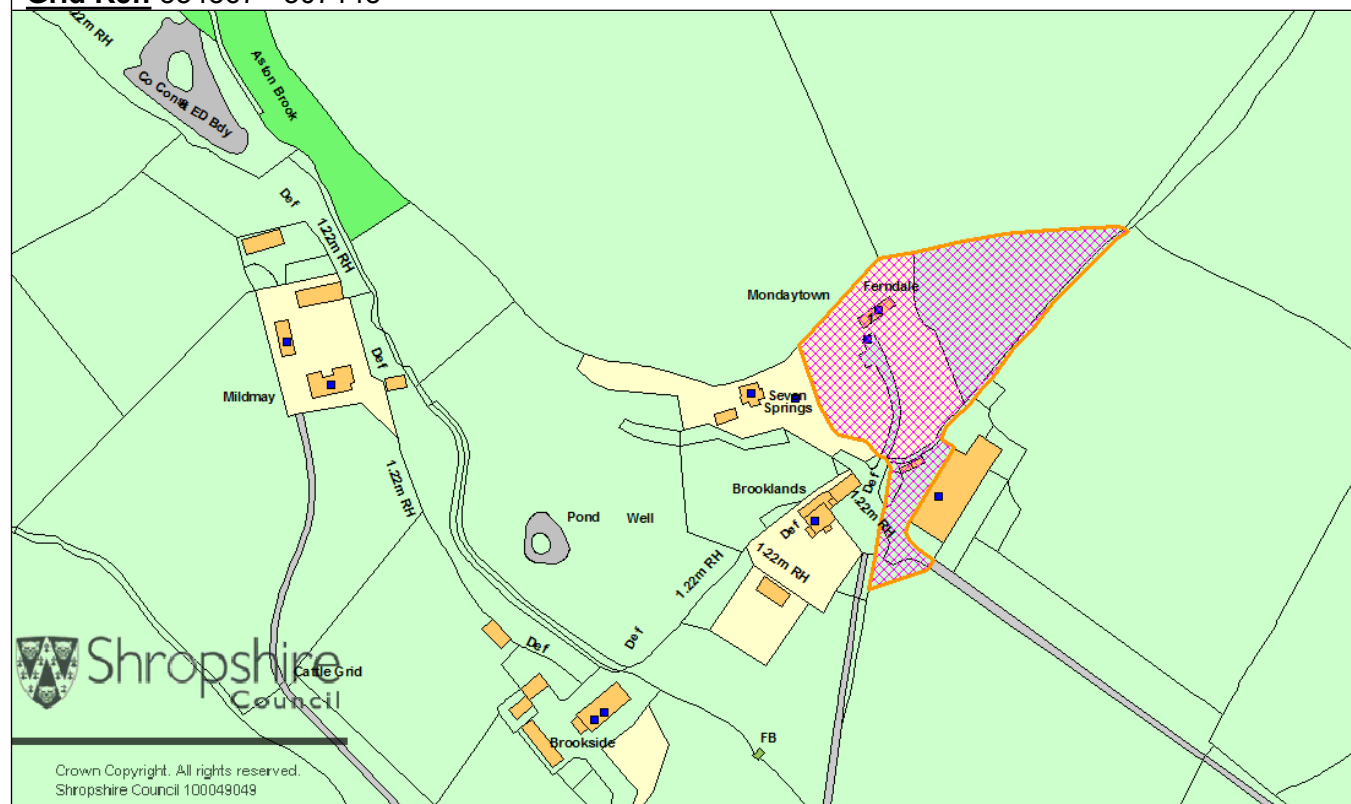 1.22m RH
Co Const & ED Bdy
Aston Brook
Def
1.22m RH
Def
Mildmay
1.22m RH
Mondaytown
Ferndale
Seven
Springs
Brooklands
Def
1.22m RH
Def
1.22m RH
1.22m RH
Pond
Well
Def
Def
Cattle Grid
Brookside
FB
Shropshire
Council
Crown Copyright. All rights reserved.
Shropshire Council 100049049